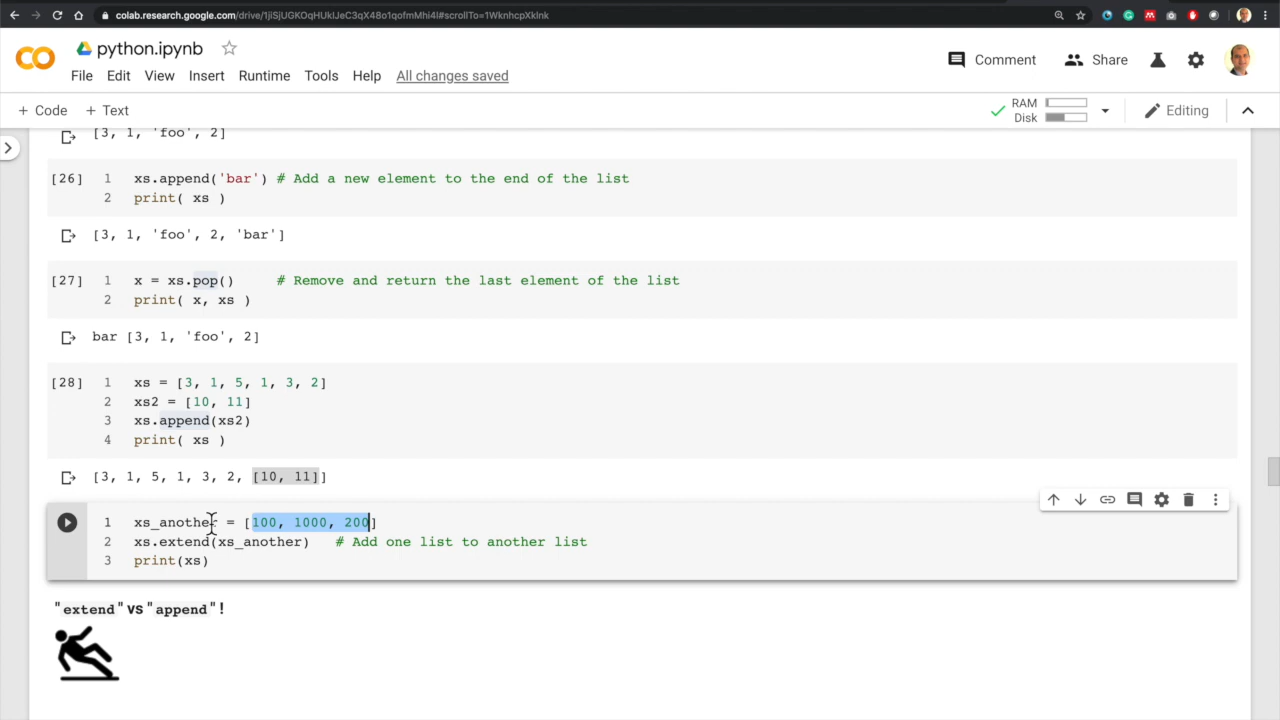 colab.research.google.com/drive/1jiSjUGKOqHUkIJeC3qX48o1qofmMhi4l#scrollTo=1WknhcpXklnk
python.ipynb
Comment
Share
File Edit View Insert Runtime Tools Help All changes saved
+ Code + Text
RAM
Disk
Editing
[3, 1, 'foo', 2]
[26] 1 xs.append('bar') # Add a new element to the end of the list
2 print( xs )
[3, 1, 'foo', 2, 'bar']
[27] 1 x = xs.pop() # Remove and return the last element of the list
2 print( x, xs )
bar [3, 1, 'foo', 2]
[28] 1 xs = [3, 1, 5, 1, 3, 2]
2 xs2 = [10, 11]
3 xs.append(xs2)
4 print( xs )
[3, 1, 5, 1, 3, 2, [10, 11]]
1 xs_another = [100, 1000, 200]
2 xs.extend(xs_another) # Add one list to another list
3 print(xs)
"extend" VS "append"!